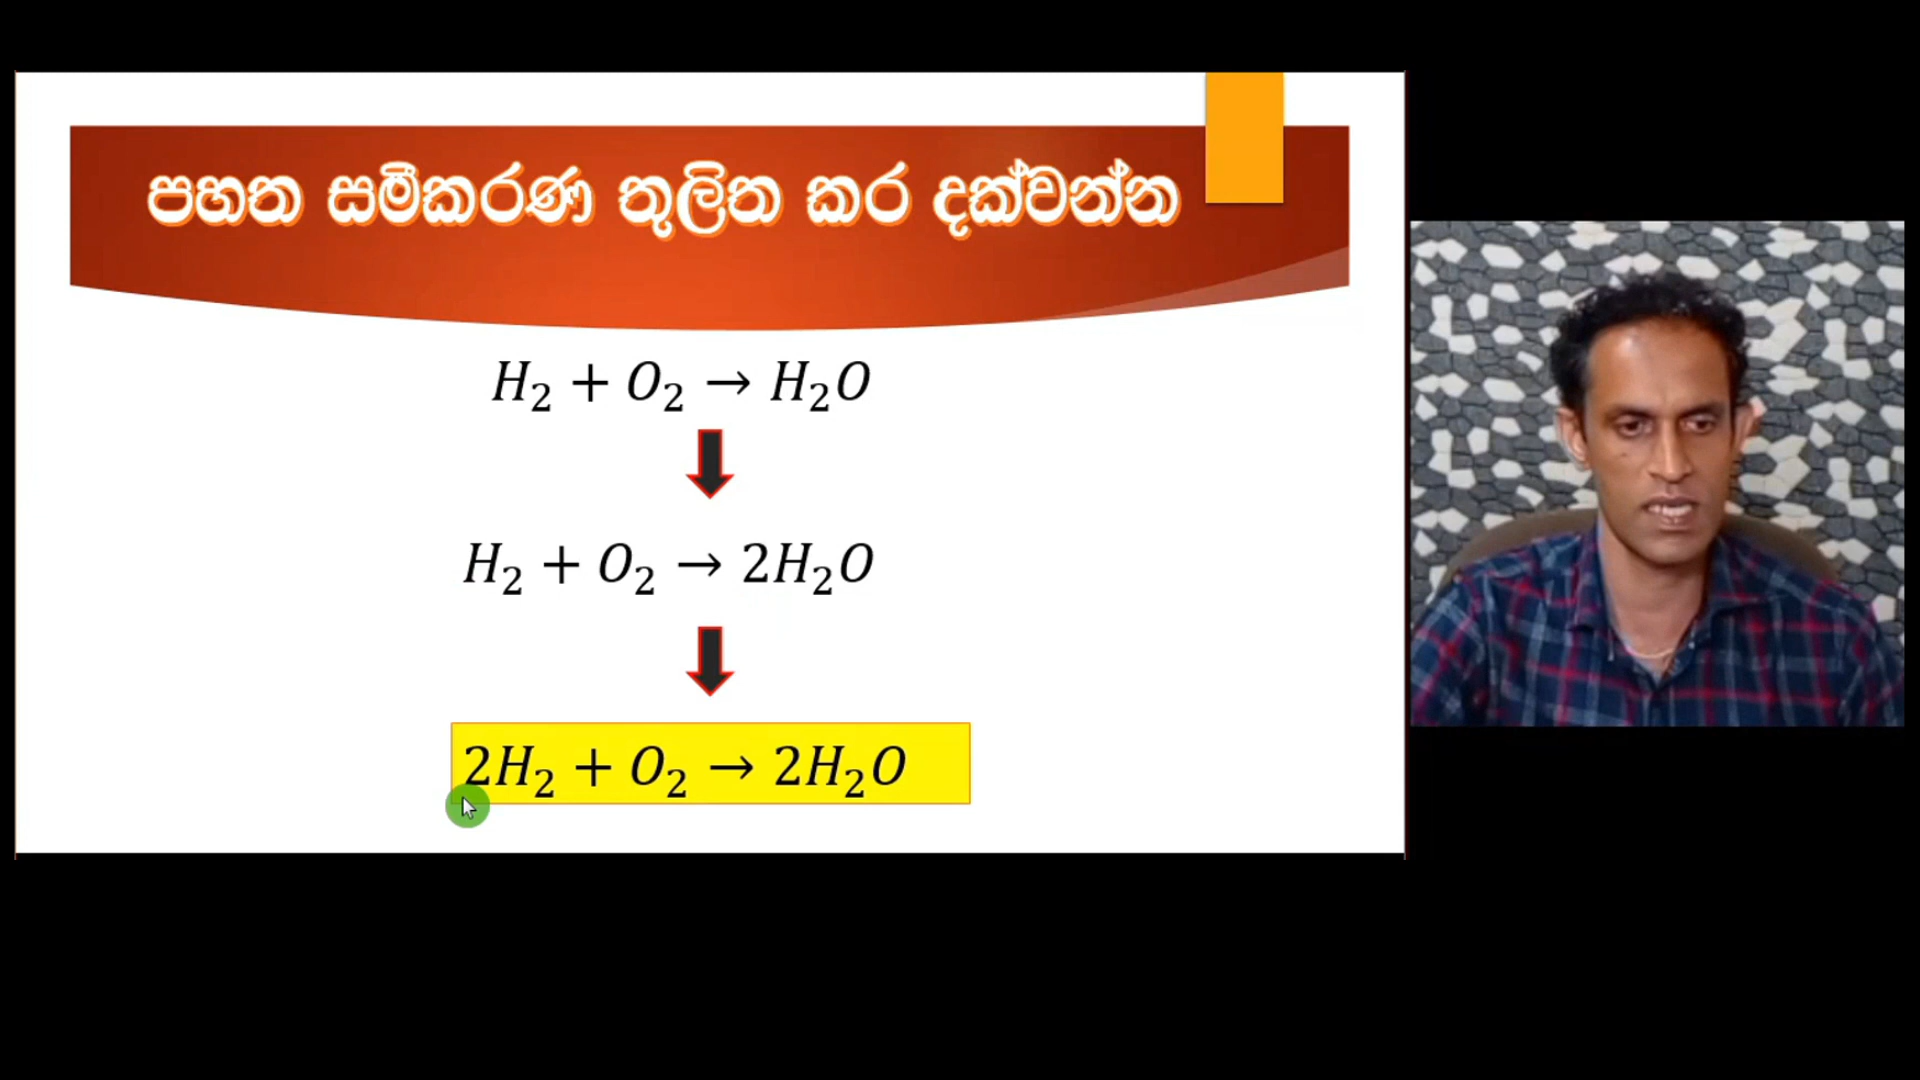 පහත සමීකරණ තුලිත කර දක්වන්න
H₂ + O₂ → H₂O
H₂ + O₂ → 2H₂O
2H₂ + O₂ → 2H₂O